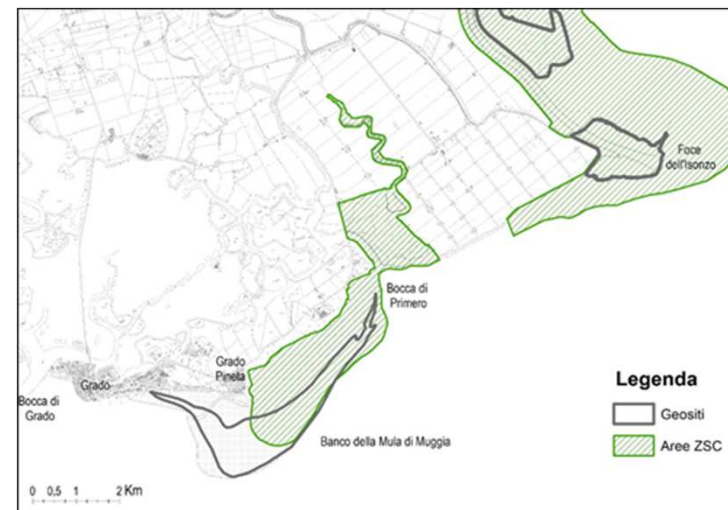 Foce
dell'Isonzo
Bocca di
Primero
Grado
Pineta
Grado
Bocca di
Grado
Banco della Mula di Muggia
Legenda
Geositi
Aree ZSC
0 0,5 1 2 Km